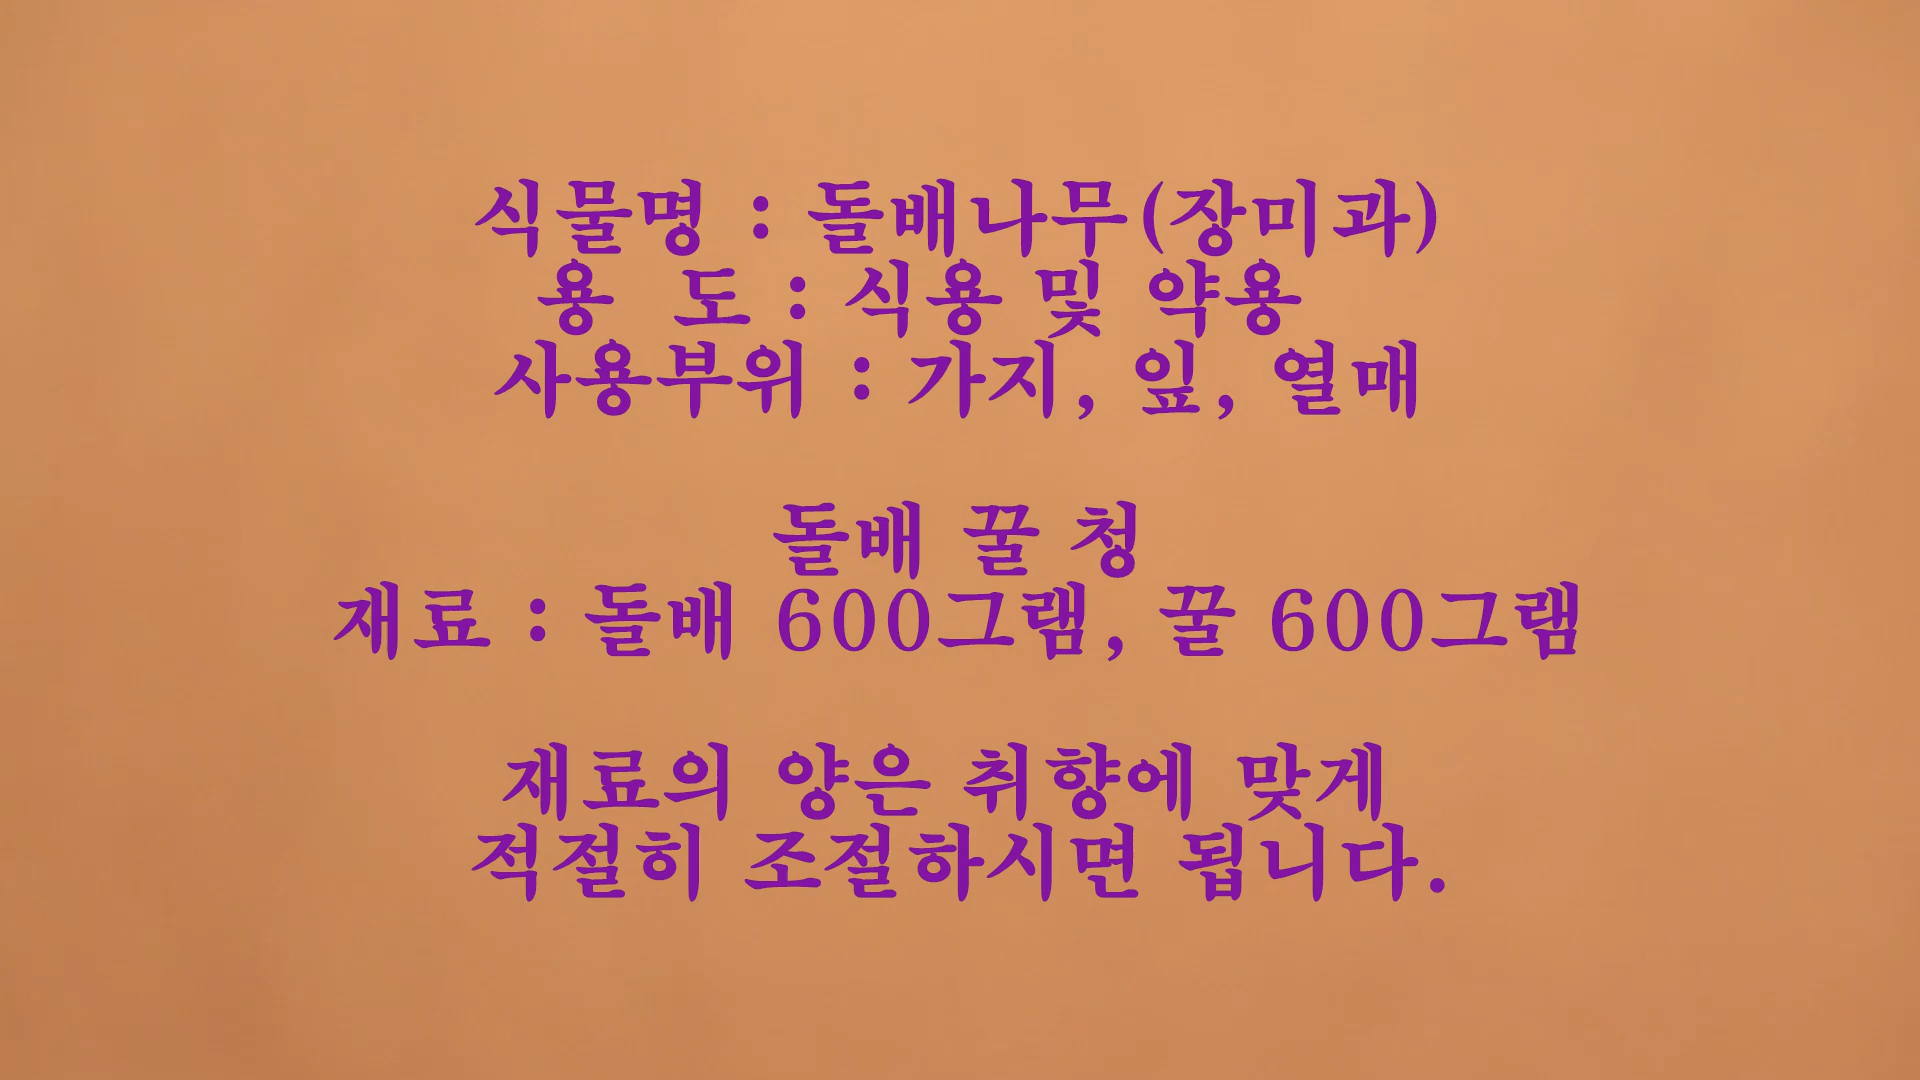 식물명 : 돌배나무(장미과)
용 도 : 식용 및 약용
사용부위 : 가지, 잎, 열매
돌배 꿀 청
재료 : 돌배 600그램, 꿀 600그램
재료의 양은 취향에 맞게
적절히 조절하시면 됩니다.